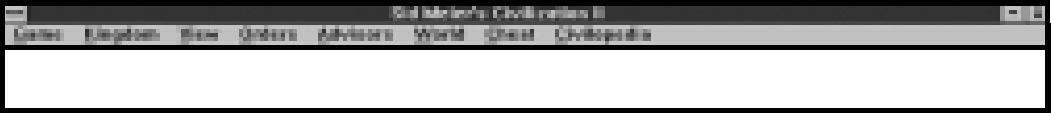 Sid Meier's Civilization II
Game Kingdom View Orders Advisors World Cheat Civilopedia